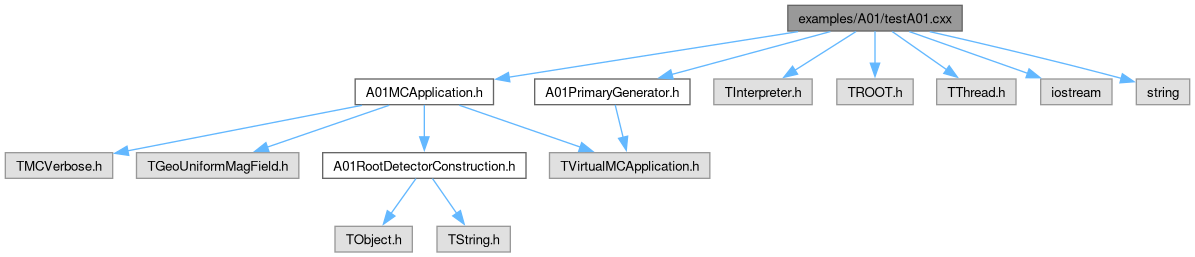 examples/A01/testA01.cxx
A01MCApplication.h
A01PrimaryGenerator.h
TInterpreter.h
TROOT.h
TThread.h
iostream
string
TMCVerbose.h
TGeoUniformMagField.h
A01RootDetectorConstruction.h
TVirtualMCApplication.h
TObject.h
TString.h